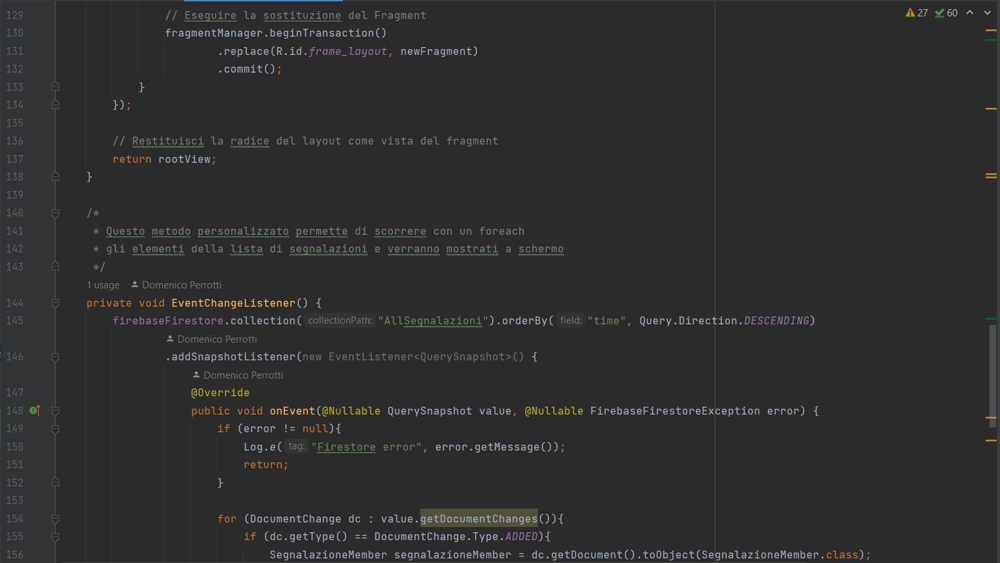 27 60
129 // Eseguire la sostituzione del Fragment
130 fragmentManager.beginTransaction()
131 .replace(R.id.frame_layout, newFragment)
132 .commit();
133 }
134 });
135
136 // Restituisci la radice del layout come vista del fragment
137 return rootView;
138 }
139
140 /*
141 * Questo metodo personalizzato permette di scorrere con un foreach
142 * gli elementi della lista di segnalazioni e verranno mostrati a schermo
143 */
1 usage Domenico Perrotti
144 private void EventChangeListener() {
145 firebaseFirestore.collection( collectionPath: "AllSegnalazioni").orderBy( field: "time", Query.Direction.DESCENDING)
Domenico Perrotti
146 .addSnapshotListener(new EventListener<QuerySnapshot>() {
Domenico Perrotti
147 @Override
148 public void onEvent(@Nullable QuerySnapshot value, @Nullable FirebaseFirestoreException error) {
149 if (error != null){
150 Log.e( tag: "Firestore error", error.getMessage());
151 return;
152 }
153
154 for (DocumentChange dc : value.getDocumentChanges()){
155 if (dc.getType() == DocumentChange.Type.ADDED){
156 SegnalazioneMember segnalazioneMember = dc.getDocument().toObject(SegnalazioneMember.class);